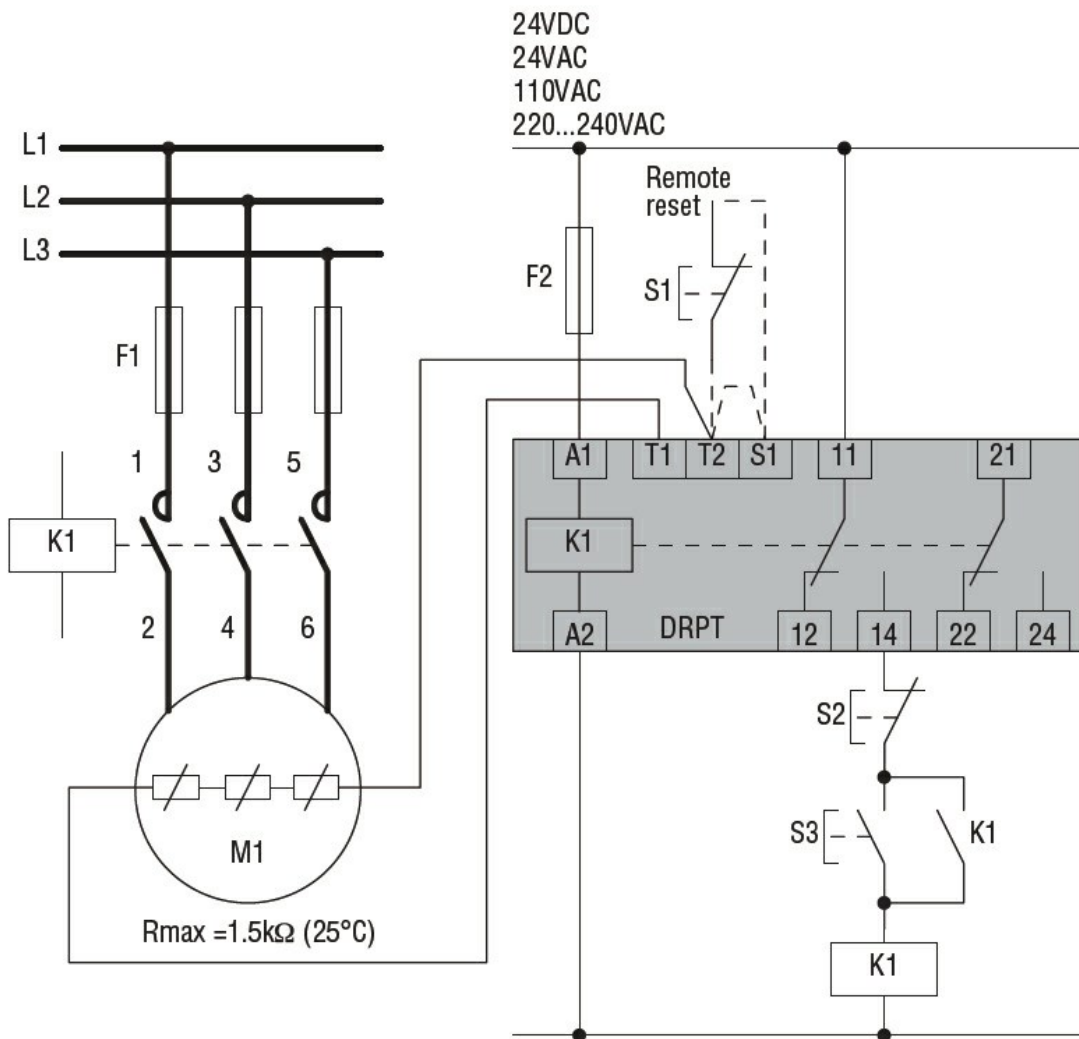 24VDC
24VAC
110VAC
220...240VAC
L1
L2
L3
Remote
reset
F1
F2
S1
1
3
5
A1
T1
T2
S1
11
21
K1
K1
2
4
6
A2
DRPT
12
14
22
24
S2
S3
K1
M1
Rmax =1.5kΩ (25°C)
K1